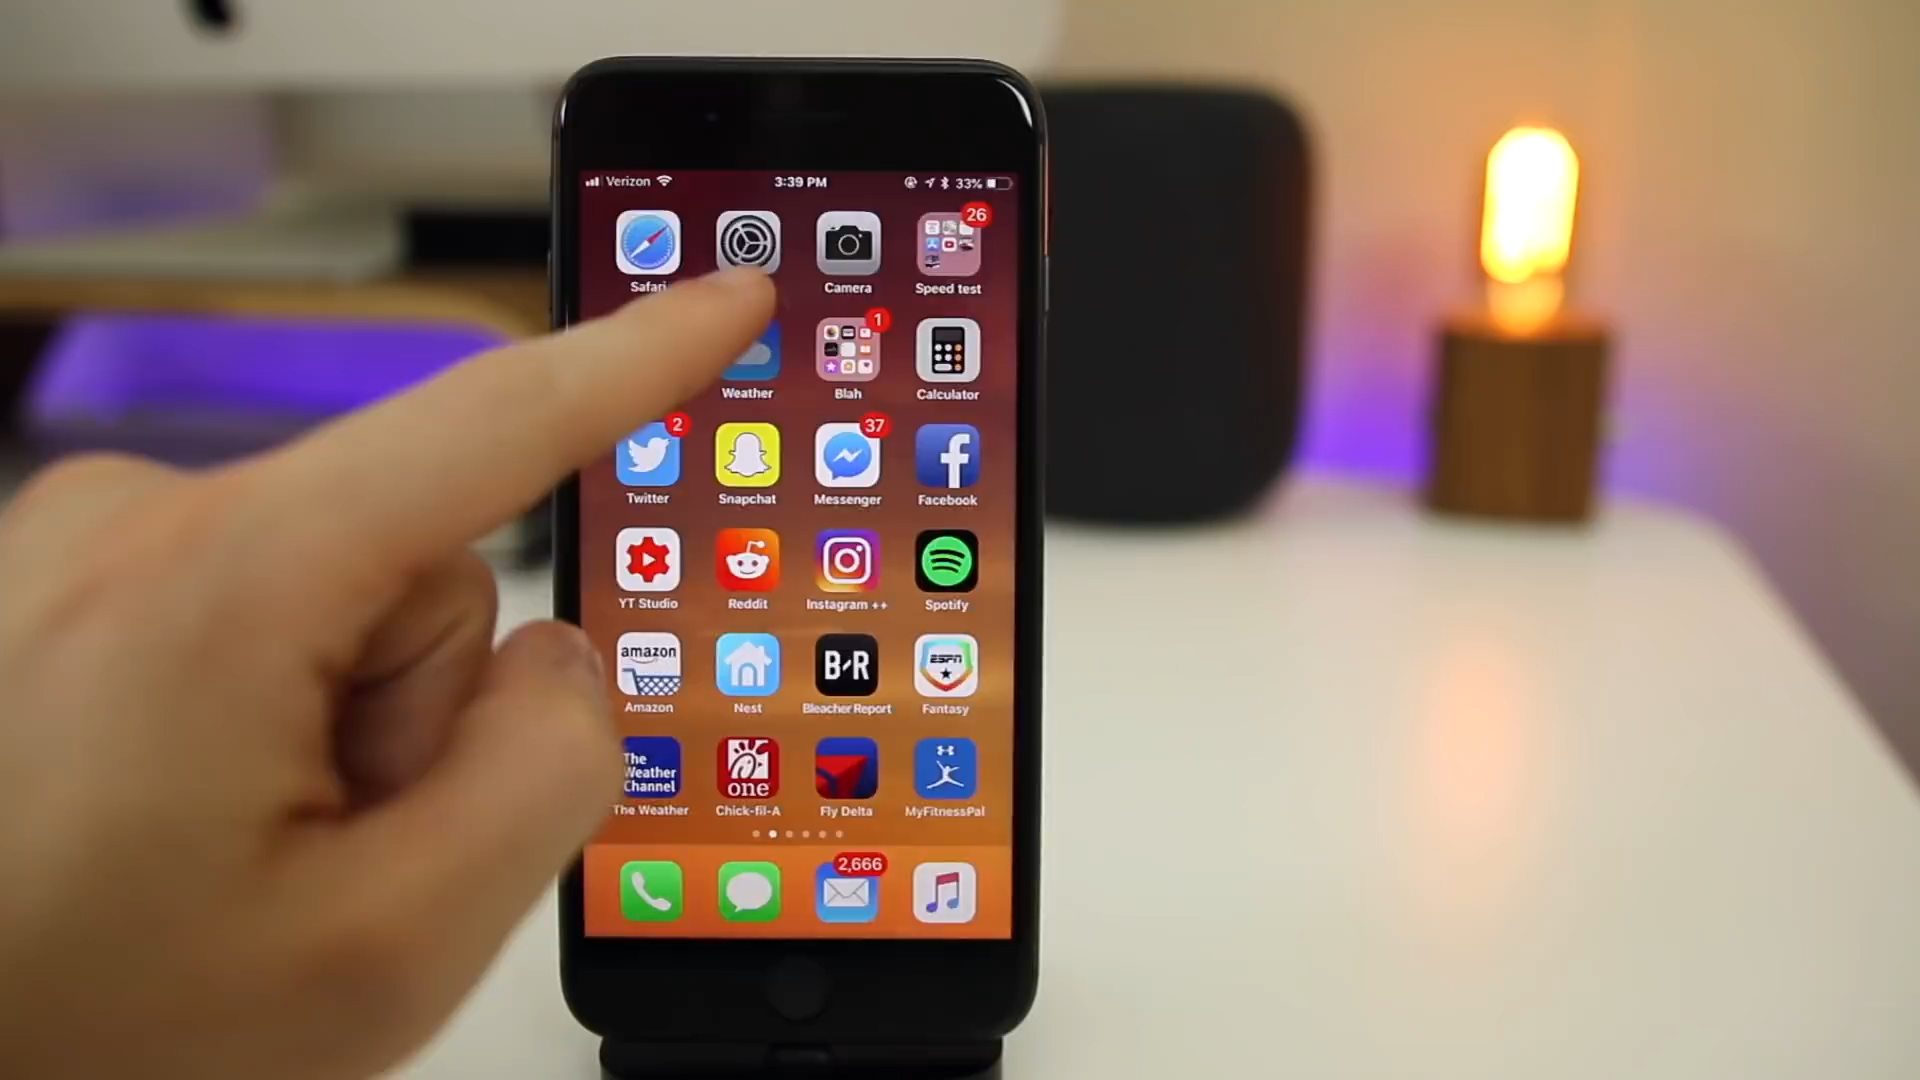 Verizon 3:39 PM 33%
26
Safari Camera Speed test
1
Weather Blah Calculator
2 37
Twitter Snapchat Messenger Facebook
YT Studio Reddit Instagram ++ Spotify
amazon B/R ESPN
Amazon Nest Bleacher Report Fantasy
The
Weather
Channel one
The Weather Chick-fil-A Fly Delta MyFitnessPal
2,666